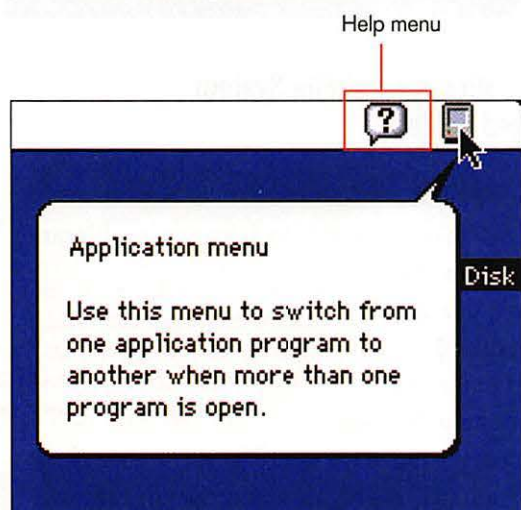 Help menu
?
Application menu
Disk
Use this menu to switch from
one application program to
another when more than one
program is open.